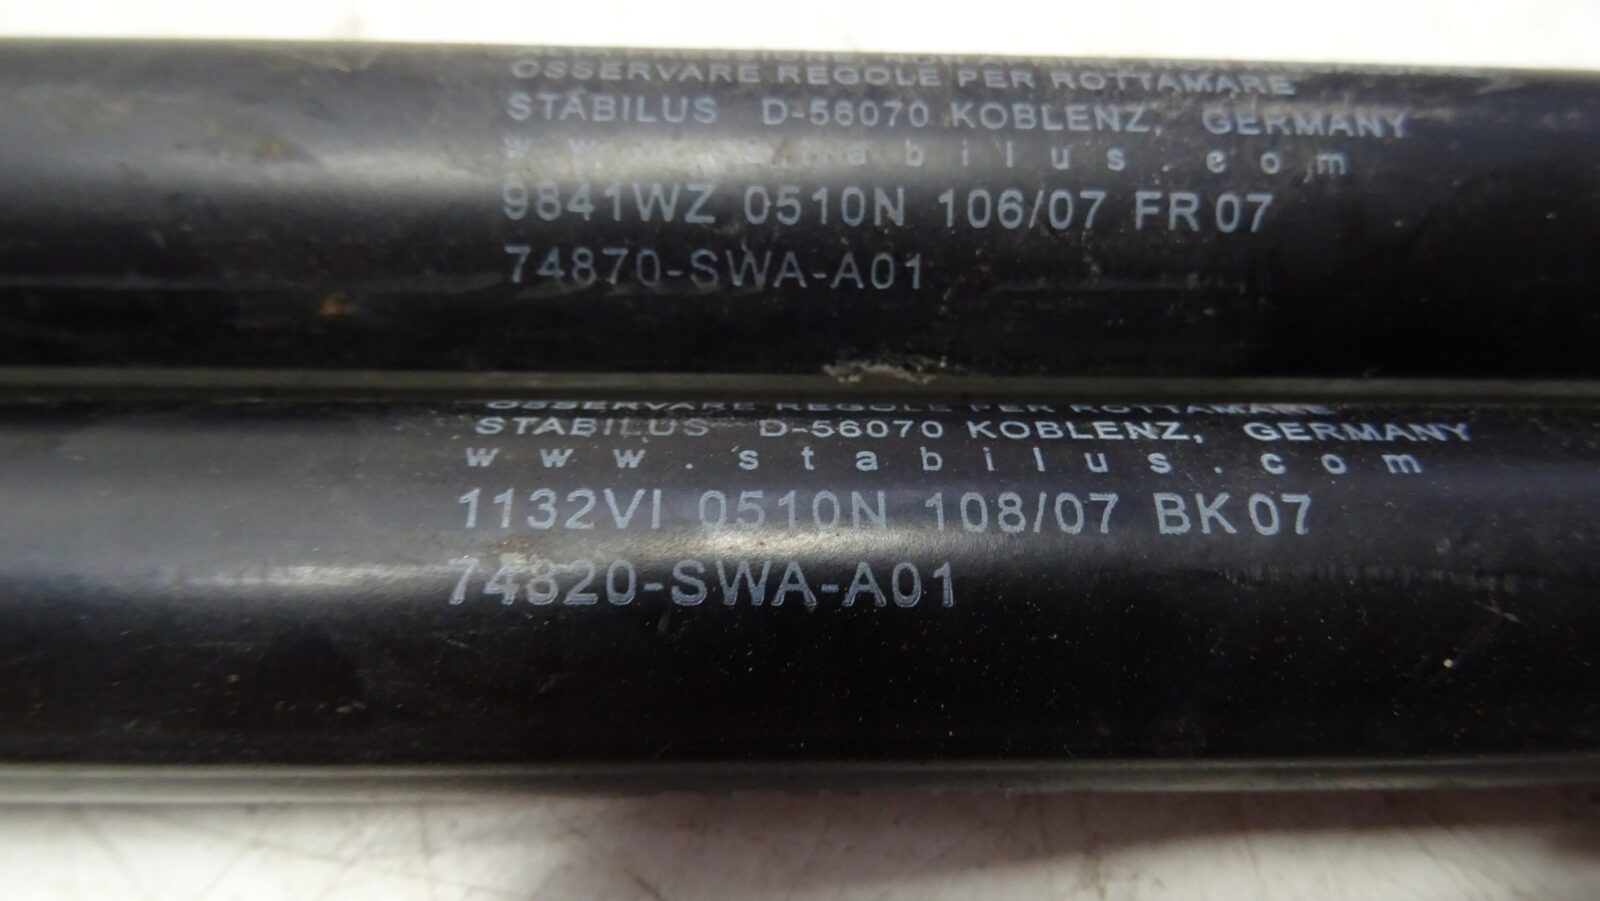 OSSERVARE REGOLE PER ROTTAMARE
STABILUS D-56070 KOBLENZ, GERMANY
www.stabilus.com
9841WZ 0510N 106/07 FR07
74870-SWA-A01
OSSERVARE REGOLE PER ROTTAMARE
STABILUS D-56070 KOBLENZ, GERMANY
www.stabilus.com
1132VI 0510N 108/07 BK07
74820-SWA-A01